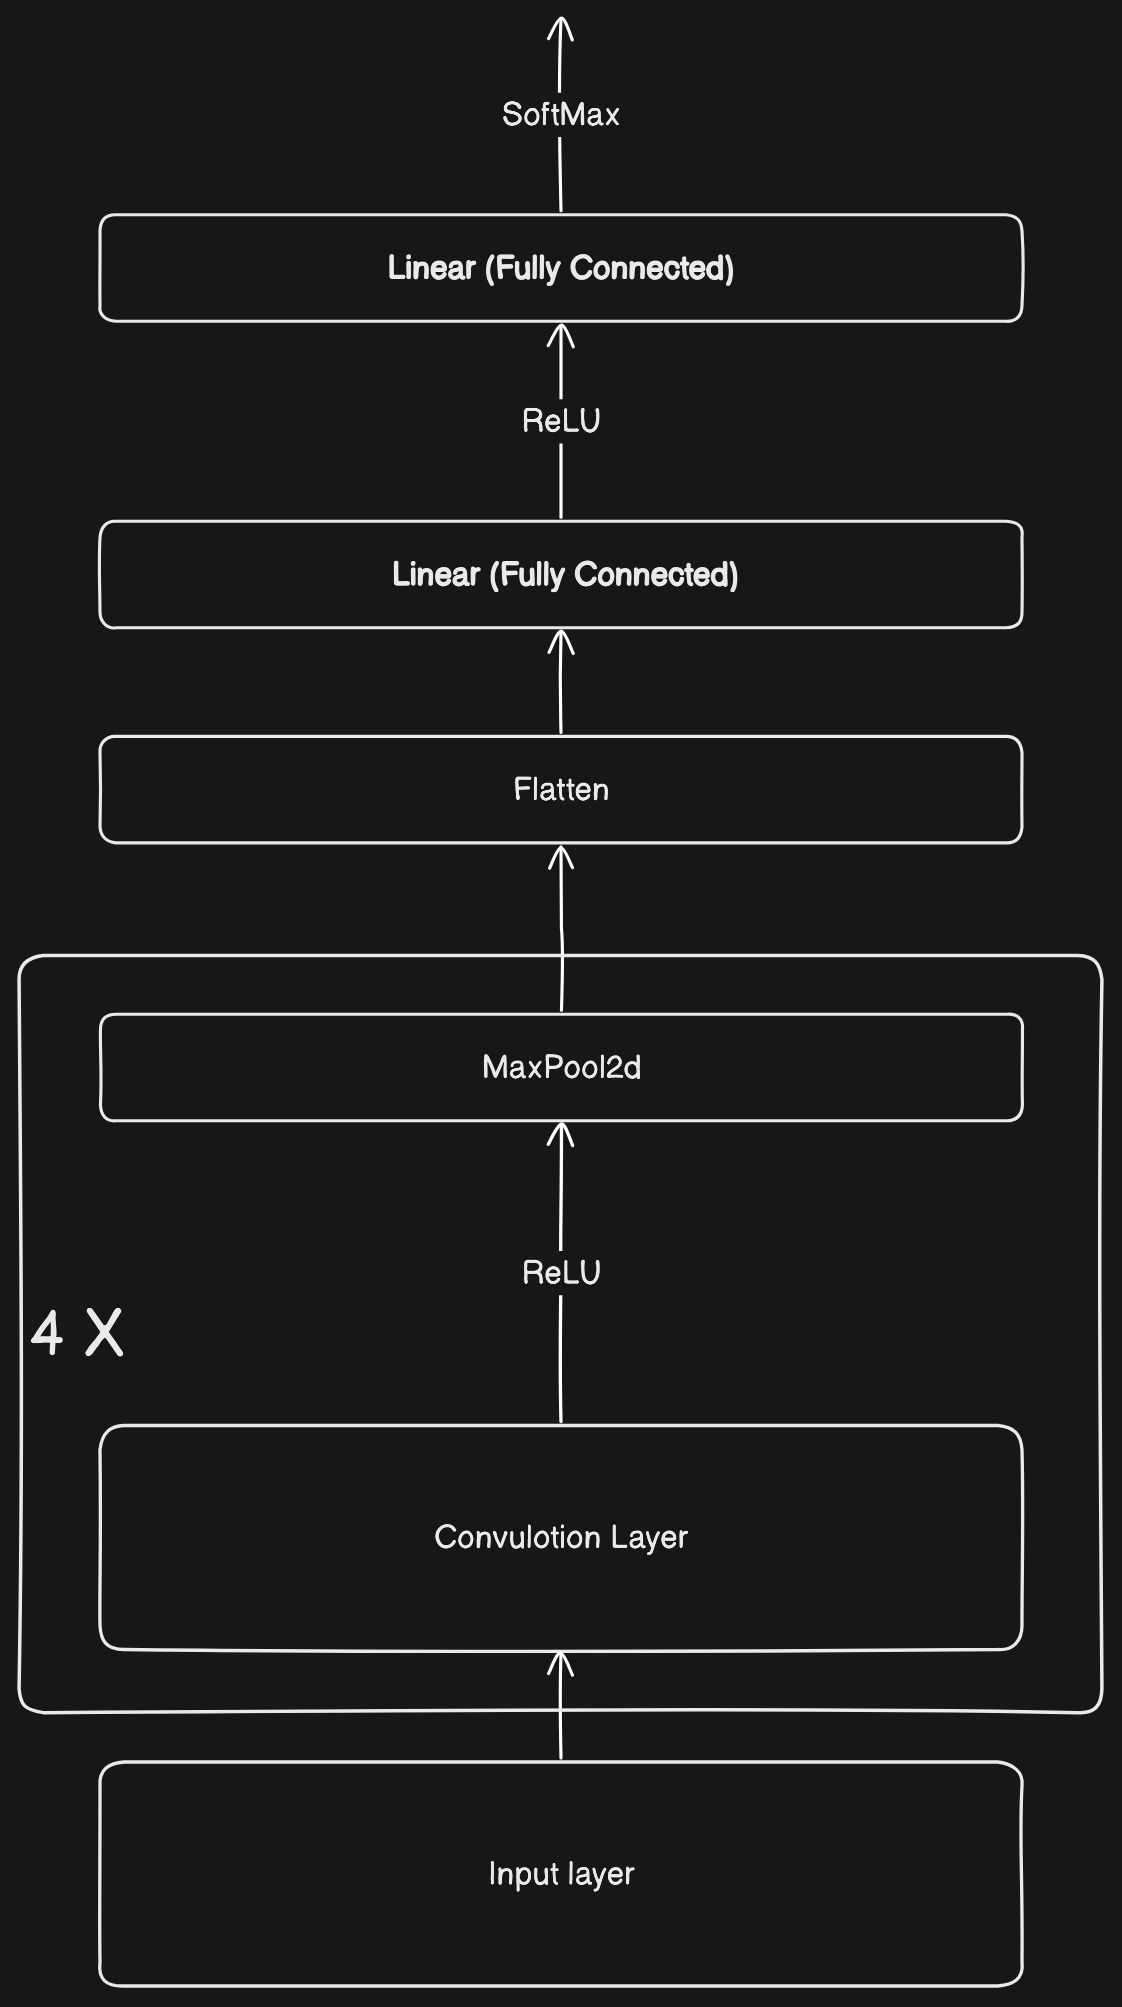 SoftMax
Linear (Fully Connected)
ReLU
Linear (Fully Connected)
Flatten
MaxPool2d
ReLU
4 X
Convulotion Layer
Input layer